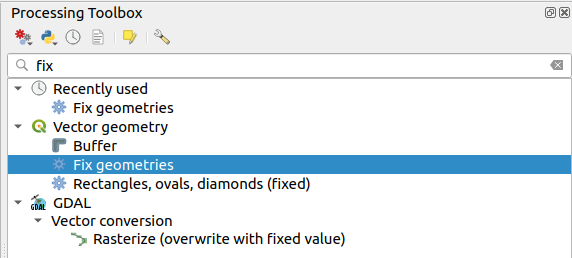 Processing Toolbox
fix
Recently used
Fix geometries
Vector geometry
Buffer
Fix geometries
Rectangles, ovals, diamonds (fixed)
GDAL
Vector conversion
Rasterize (overwrite with fixed value)